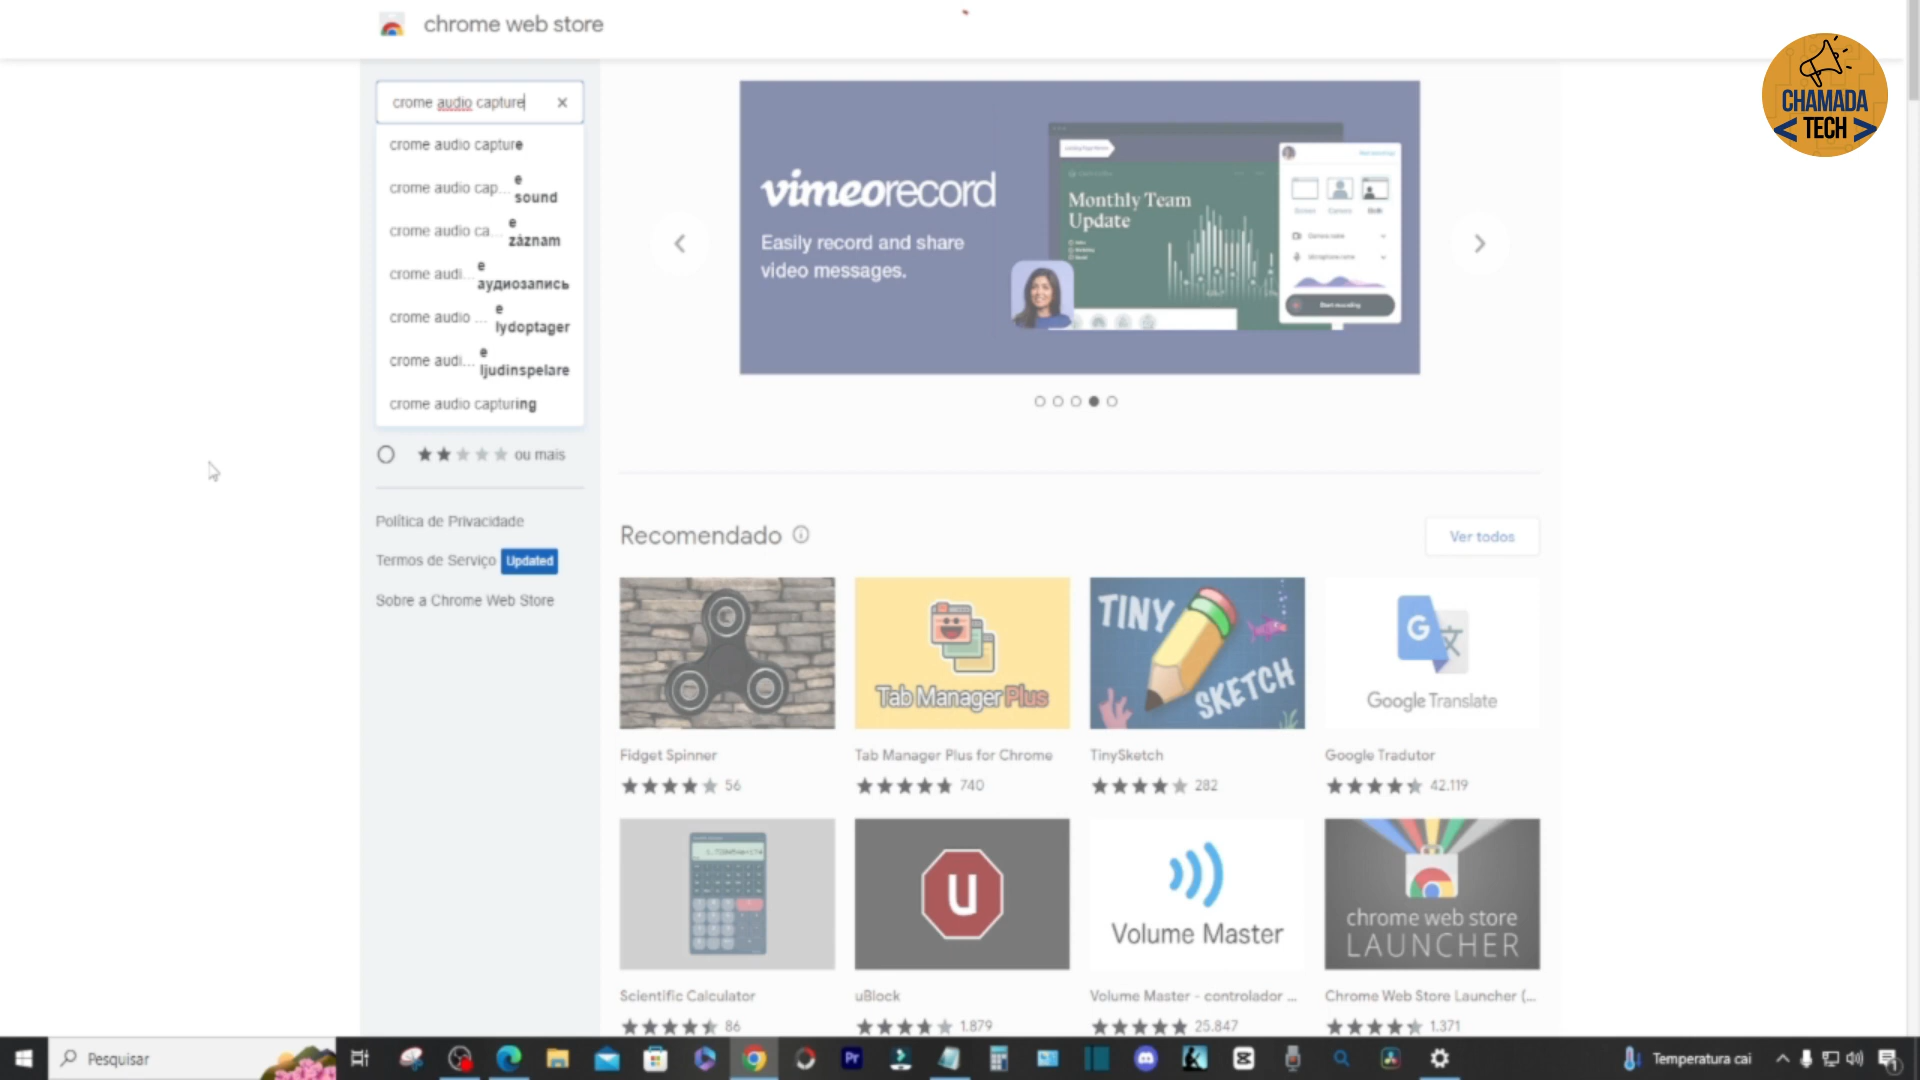 chrome web store
CHAMADA
< TECH >
crome audio capture
crome audio capture
crome audio cap... e sound
crome audio ca... e záznam
crome audi... e аудиозапись
crome audio ... e lydoptager
crome audi... e ljudinspelare
crome audio capturing
ou mais
Política de Privacidade
Termos de Serviço Updated
Sobre a Chrome Web Store
vimeorecord
Easily record and share
video messages.
Monthly Team
Update
Start recording
Recomendado
Ver todos
TINY
SKETCH
Tab Manager Plus
G
Google Translate
Fidget Spinner
Tab Manager Plus for Chrome
TinySketch
Google Tradutor
56
740
282
42.119
u
Volume Master
chrome web store
LAUNCHER
Scientific Calculator
uBlock
Volume Master - controlador ...
Chrome Web Store Launcher (...
86
1.879
25.847
1.371
Pesquisar
Pr
Temperatura cai
1